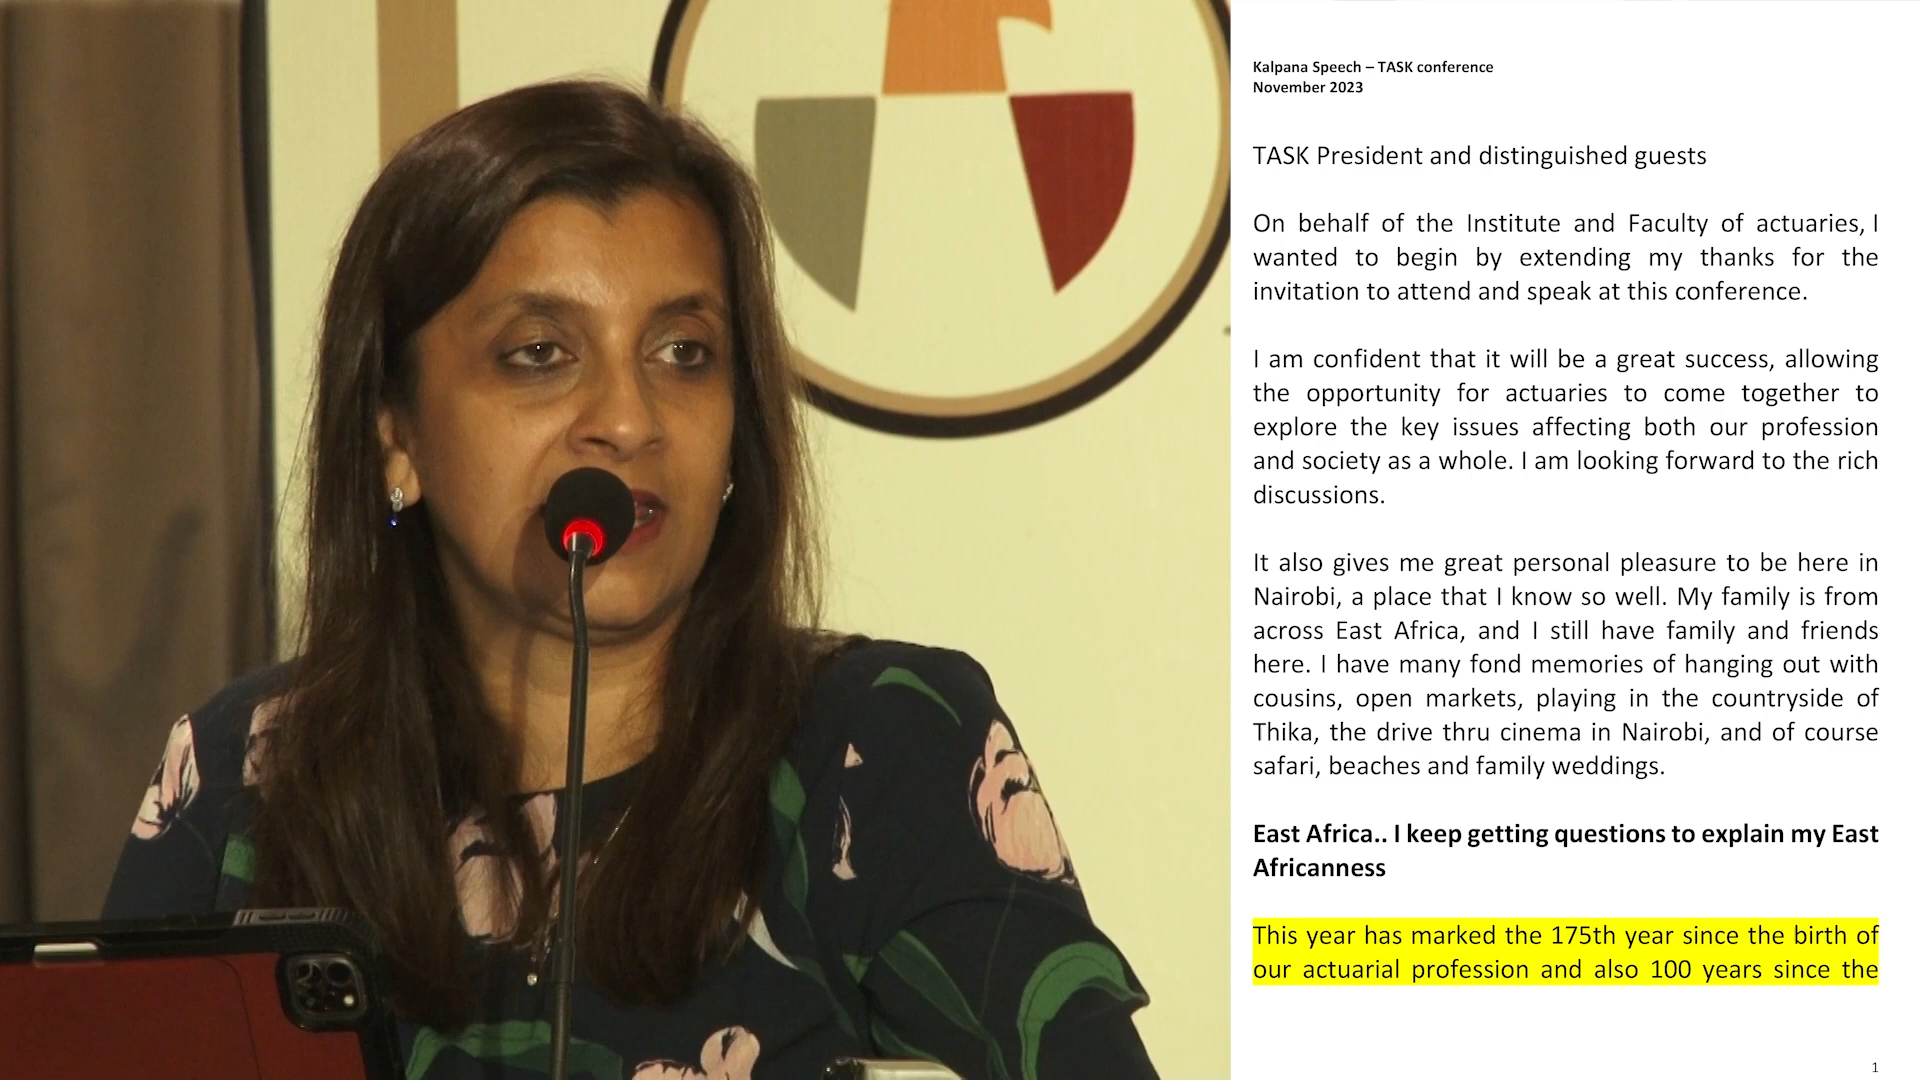 Kalpana Speech – TASK conference
November 2023
TASK President and distinguished guests
On behalf of the Institute and Faculty of actuaries, I
wanted to begin by extending my thanks for the
invitation to attend and speak at this conference.
I am confident that it will be a great success, allowing
the opportunity for actuaries to come together to
explore the key issues affecting both our profession
and society as a whole. I am looking forward to the rich
discussions.
It also gives me great personal pleasure to be here in
Nairobi, a place that I know so well. My family is from
across East Africa, and I still have family and friends
here. I have many fond memories of hanging out with
cousins, open markets, playing in the countryside of
Thika, the drive thru cinema in Nairobi, and of course
safari, beaches and family weddings.
East Africa.. I keep getting questions to explain my East
Africanness
This year has marked the 175th year since the birth of
our actuarial profession and also 100 years since the
1